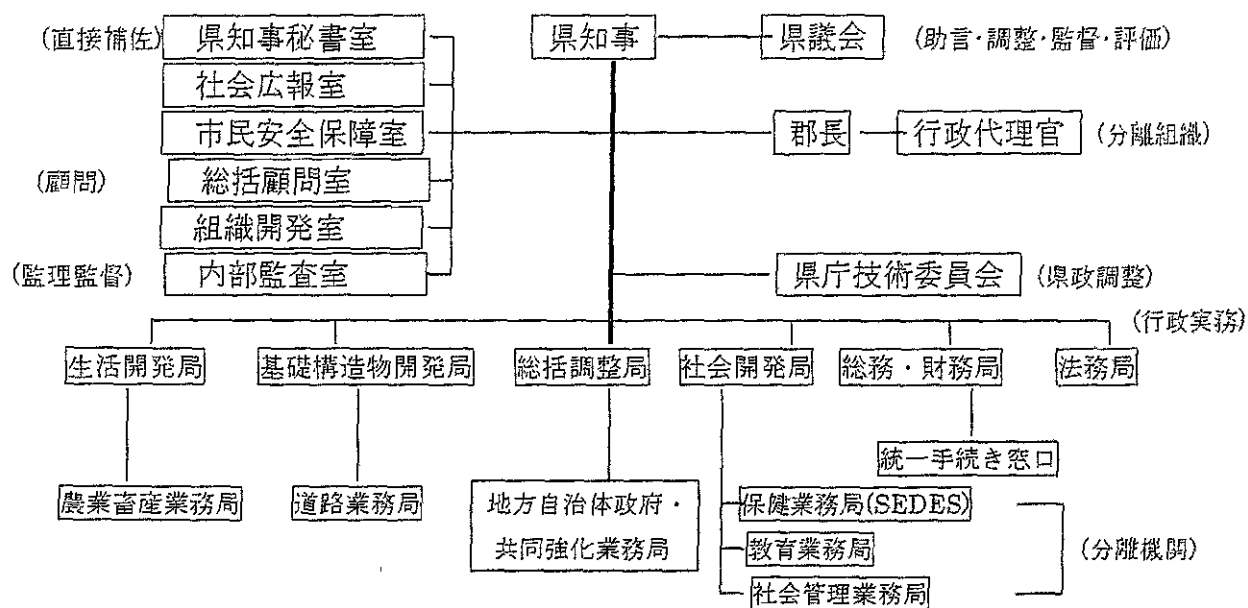 (直接補佐) 県知事秘書室 県知事 県議会 (助言・調整・監督・評価)
社会広報室
市民安全保障室 郡長 行政代理官 (分離組織)
(顧問) 総括顧問室
組織開発室
(監理監督) 内部監査室 県庁技術委員会 (県政調整)
(行政実務)
生活開発局 基礎構造物開発局 総括調整局 社会開発局 総務・財務局 法務局
統一手続き窓口
農業畜産業務局 道路業務局 地方自治体政府・ 保健業務局(SEDES)
共同強化業務局 教育業務局 (分離機関)
社会管理業務局